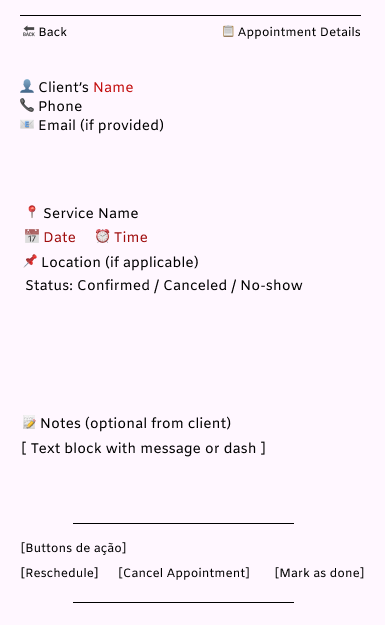 Back Appointment Details
Client's Name
Phone
Email (if provided)
Service Name
Date Time
Location (if applicable)
Status: Confirmed / Canceled / No-show
Notes (optional from client)
[ Text block with message or dash ]
[Buttons de ação]
[Reschedule] [Cancel Appointment] [Mark as done]